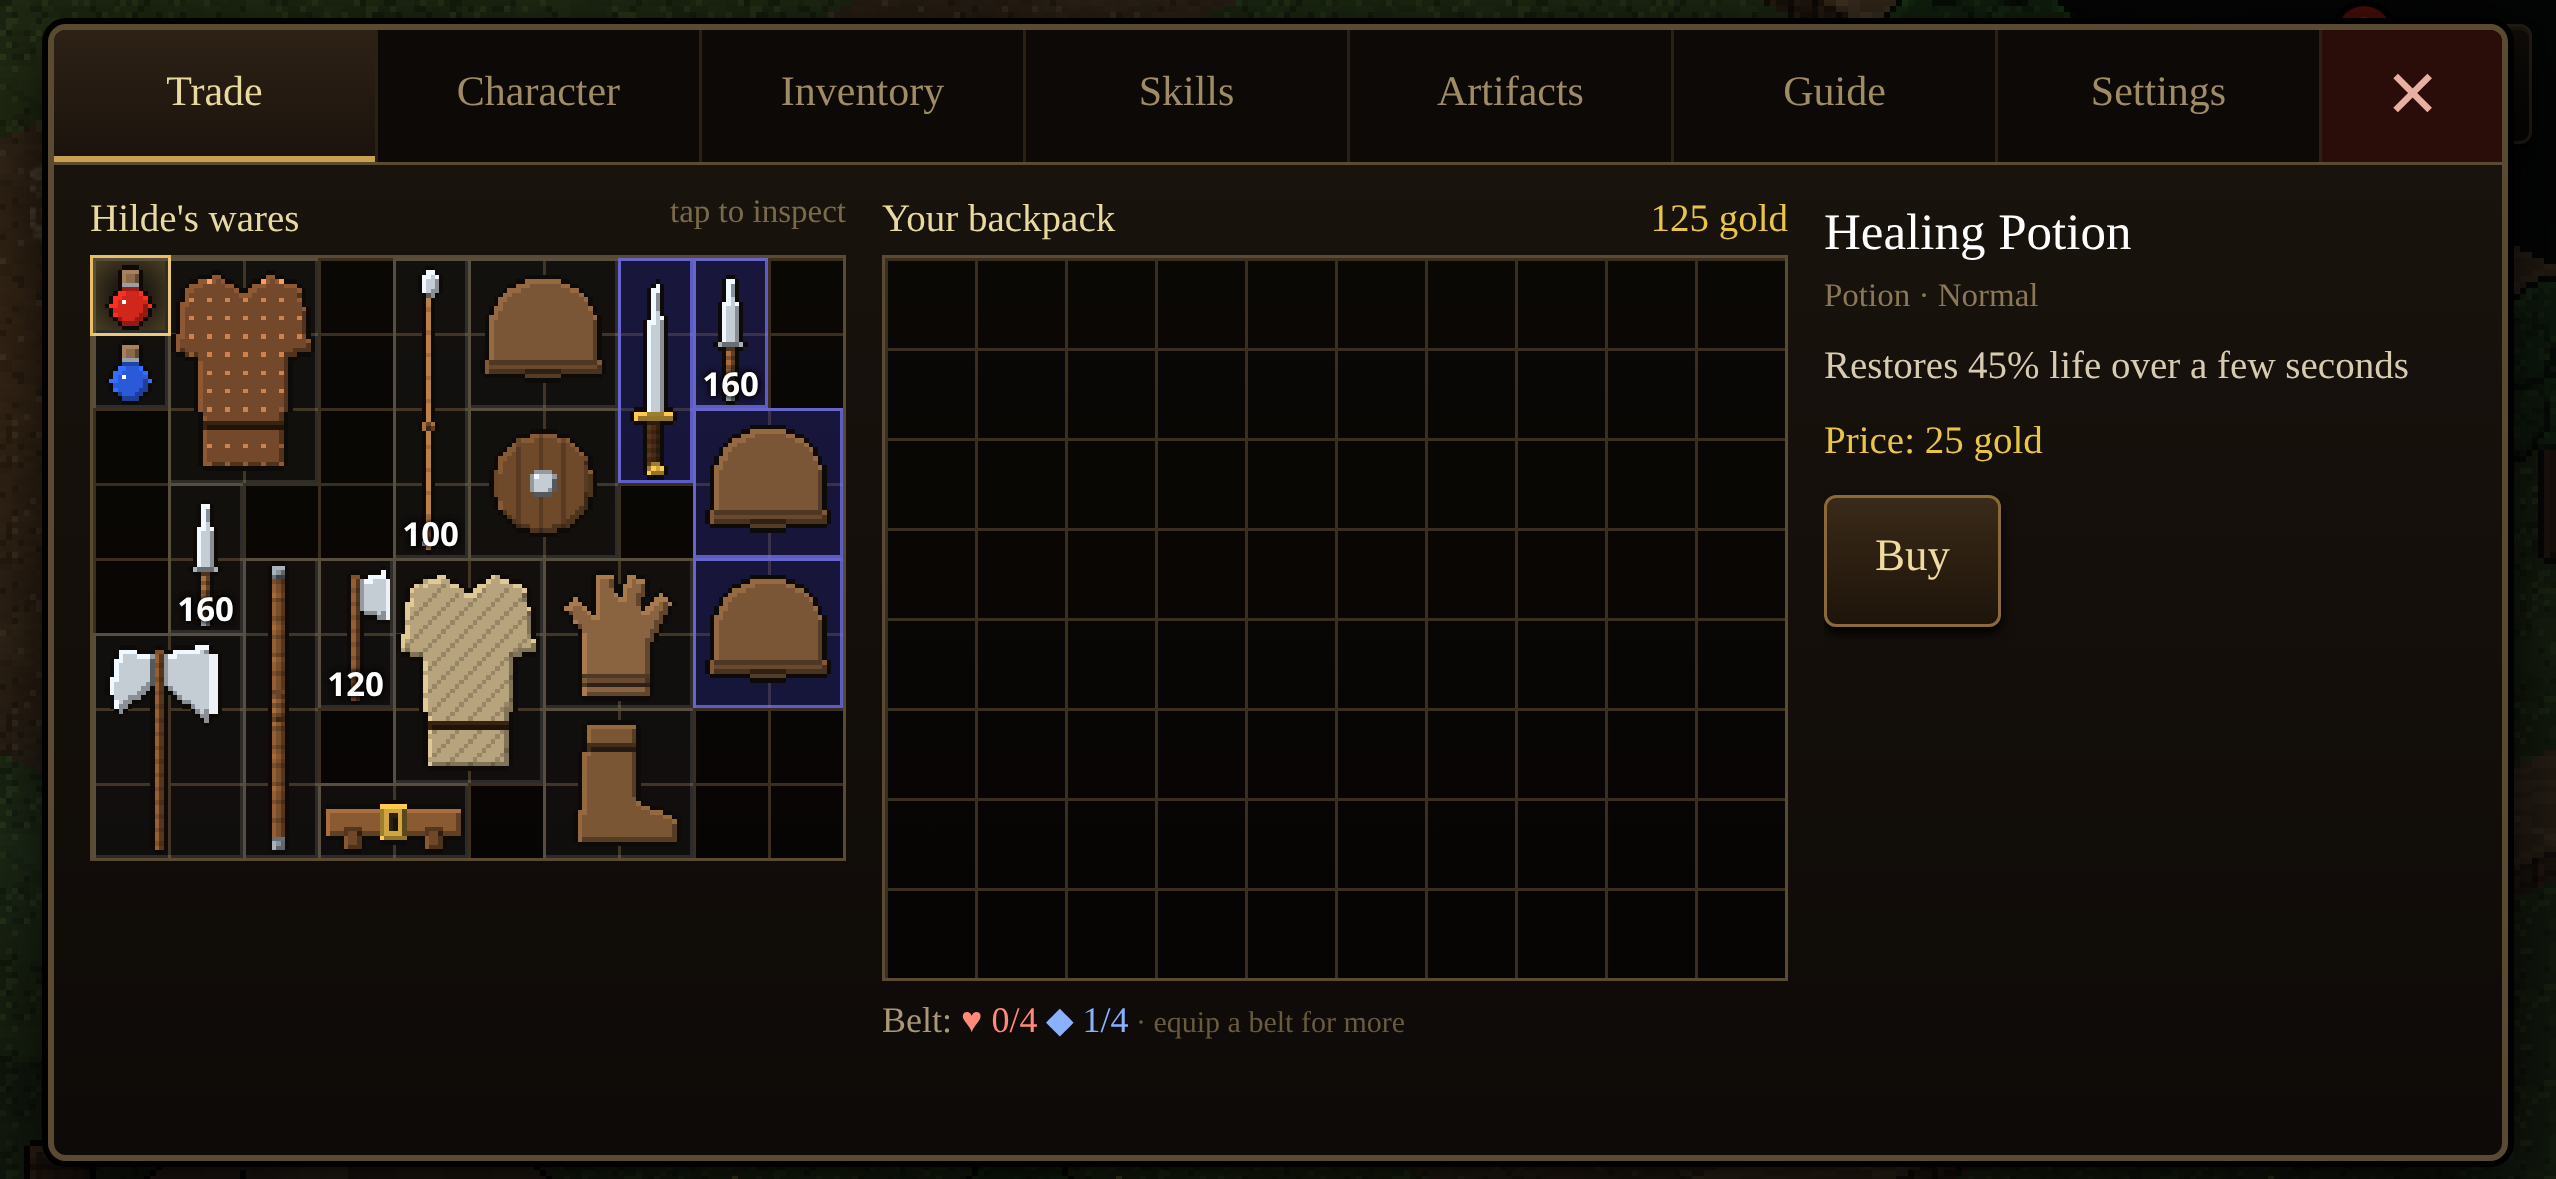 Trade
Character
Inventory
Skills
Artifacts
Guide
Settings
✕
Hilde's wares
tap to inspect
160
100
160
120
Your backpack
125 gold
Belt: ♥ 0/4 ◆ 1/4 · equip a belt for more
Healing Potion
Potion · Normal
Restores 45% life over a few seconds
Price: 25 gold
Buy